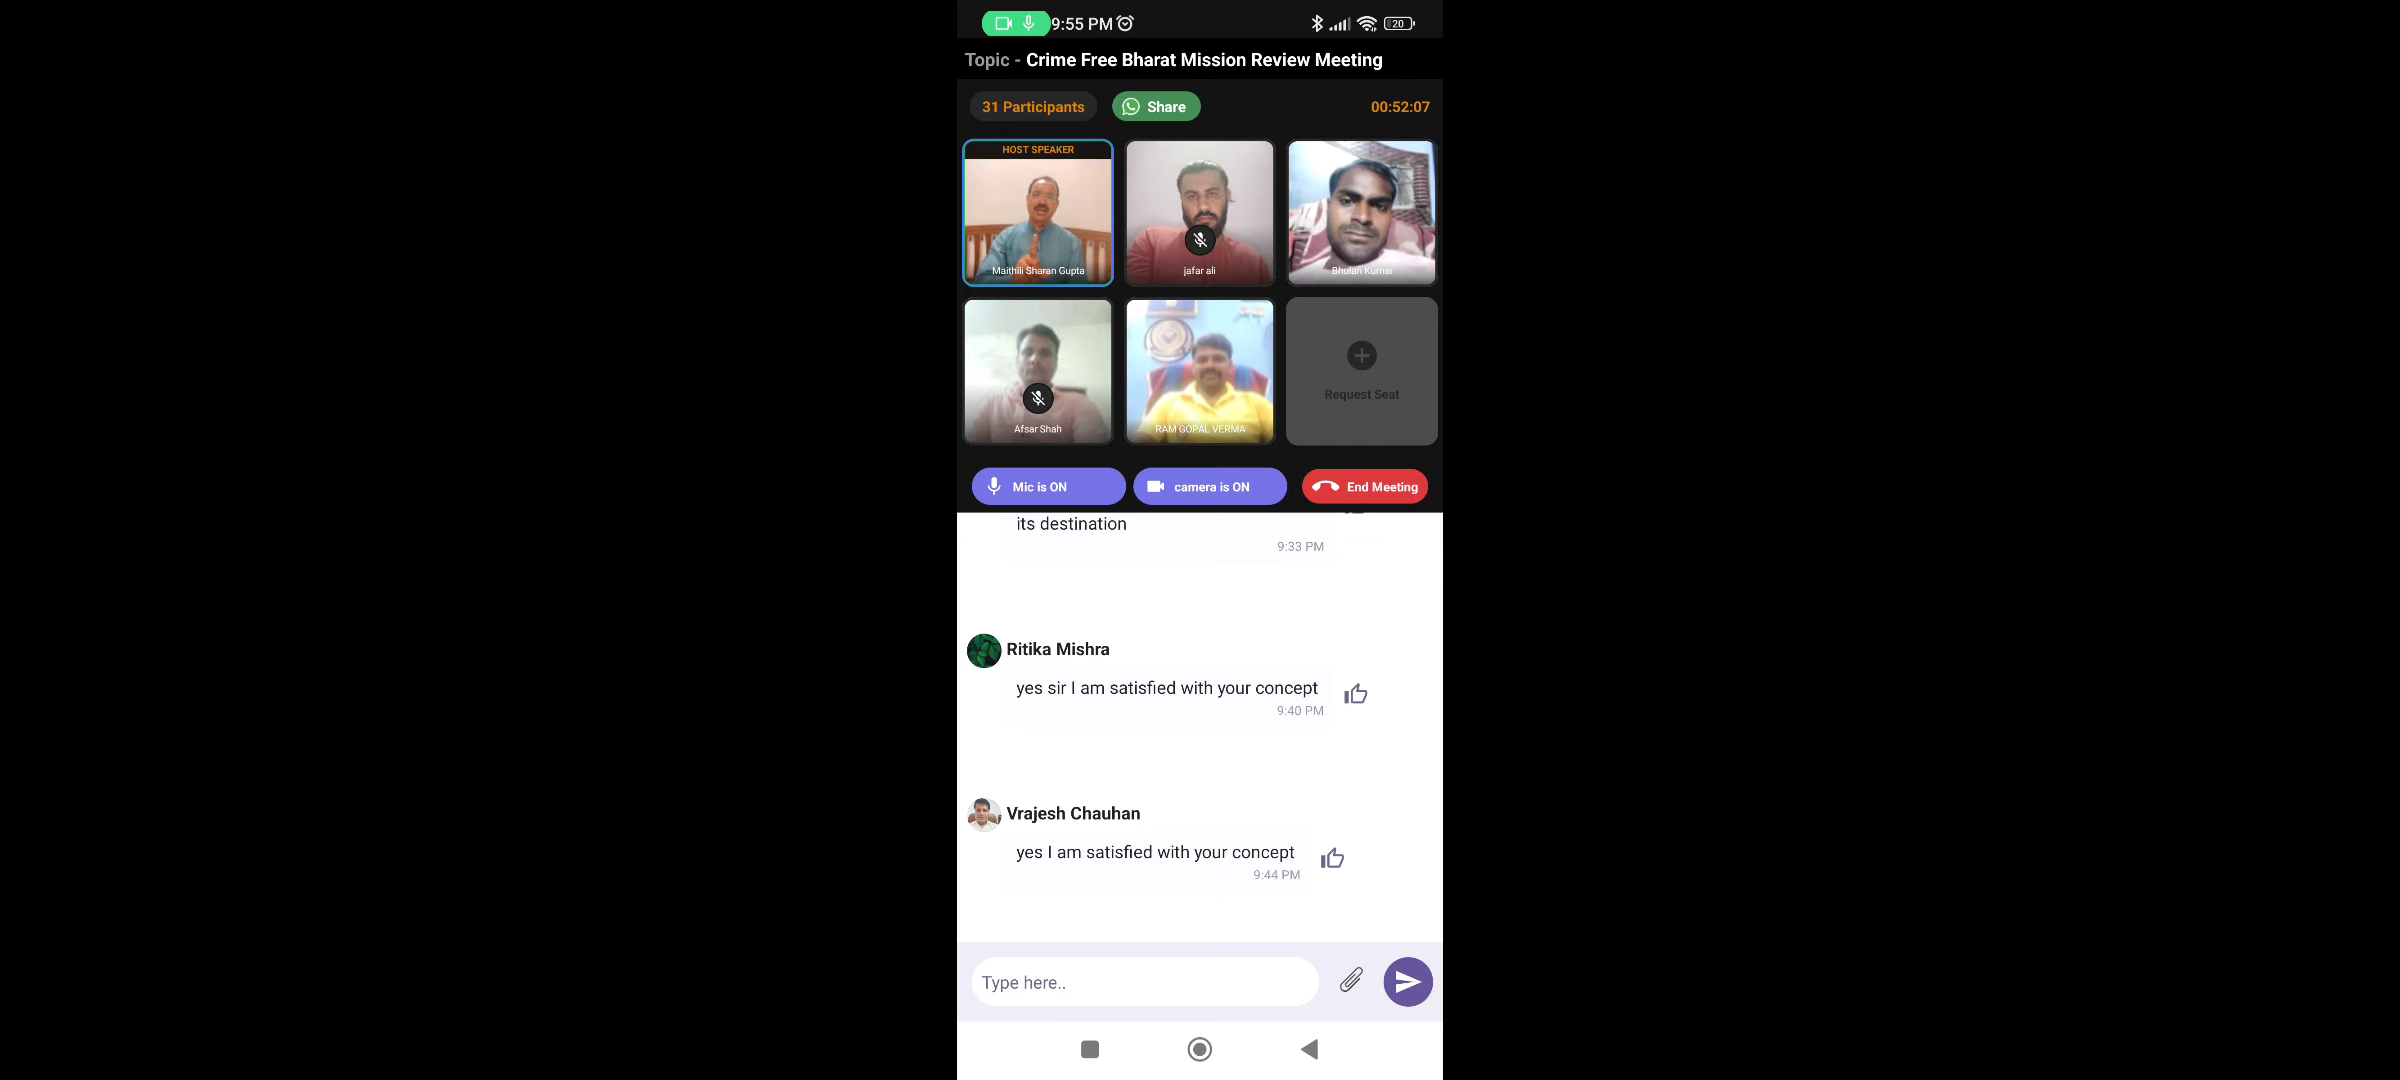 9:55 PM
20
Topic - Crime Free Bharat Mission Review Meeting
31 Participants
Share
00:52:07
HOST SPEAKER
Maithili Sharan Gupta
jafar ali
Bhulan Kumar
Afsar Shah
RAM GOPAL VERMA
Request Seat
Mic is ON
camera is ON
End Meeting
its destination
9:33 PM
Ritika Mishra
yes sir I am satisfied with your concept
9:40 PM
Vrajesh Chauhan
yes I am satisfied with your concept
9:44 PM
Type here..